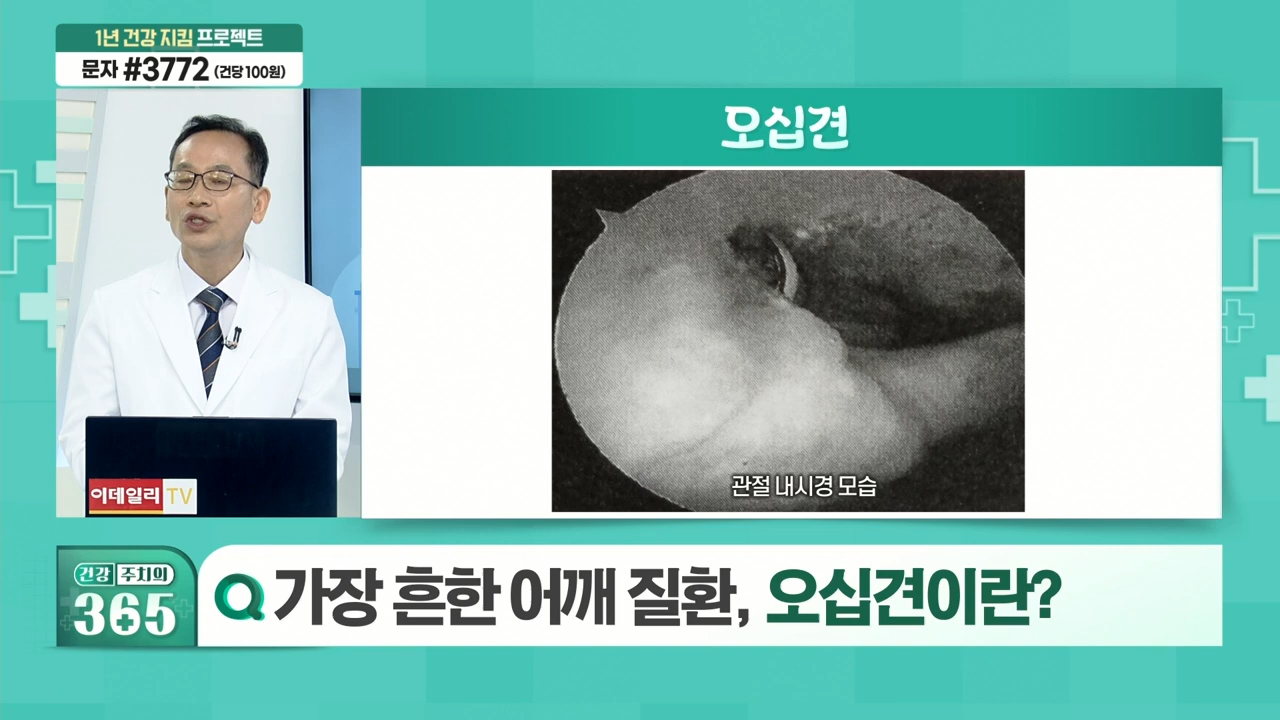 1년 건강 지킴 프로젝트
문자 #3772 (건당 100원)
오십견
관절 내시경 모습
이데일리 TV
건강 주치의
365
Q 가장 흔한 어깨 질환, 오십견이란?